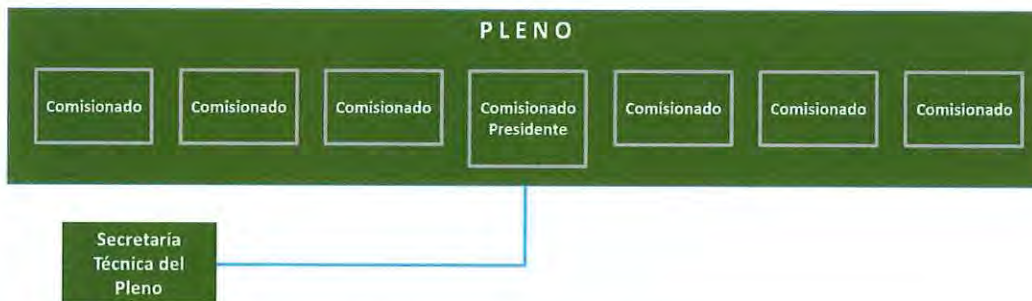 PLENO
Comisionado
Comisionado
Comisionado
Comisionado
Presidente
Comisionado
Comisionado
Comisionado
Secretaría
Técnica del
Pleno